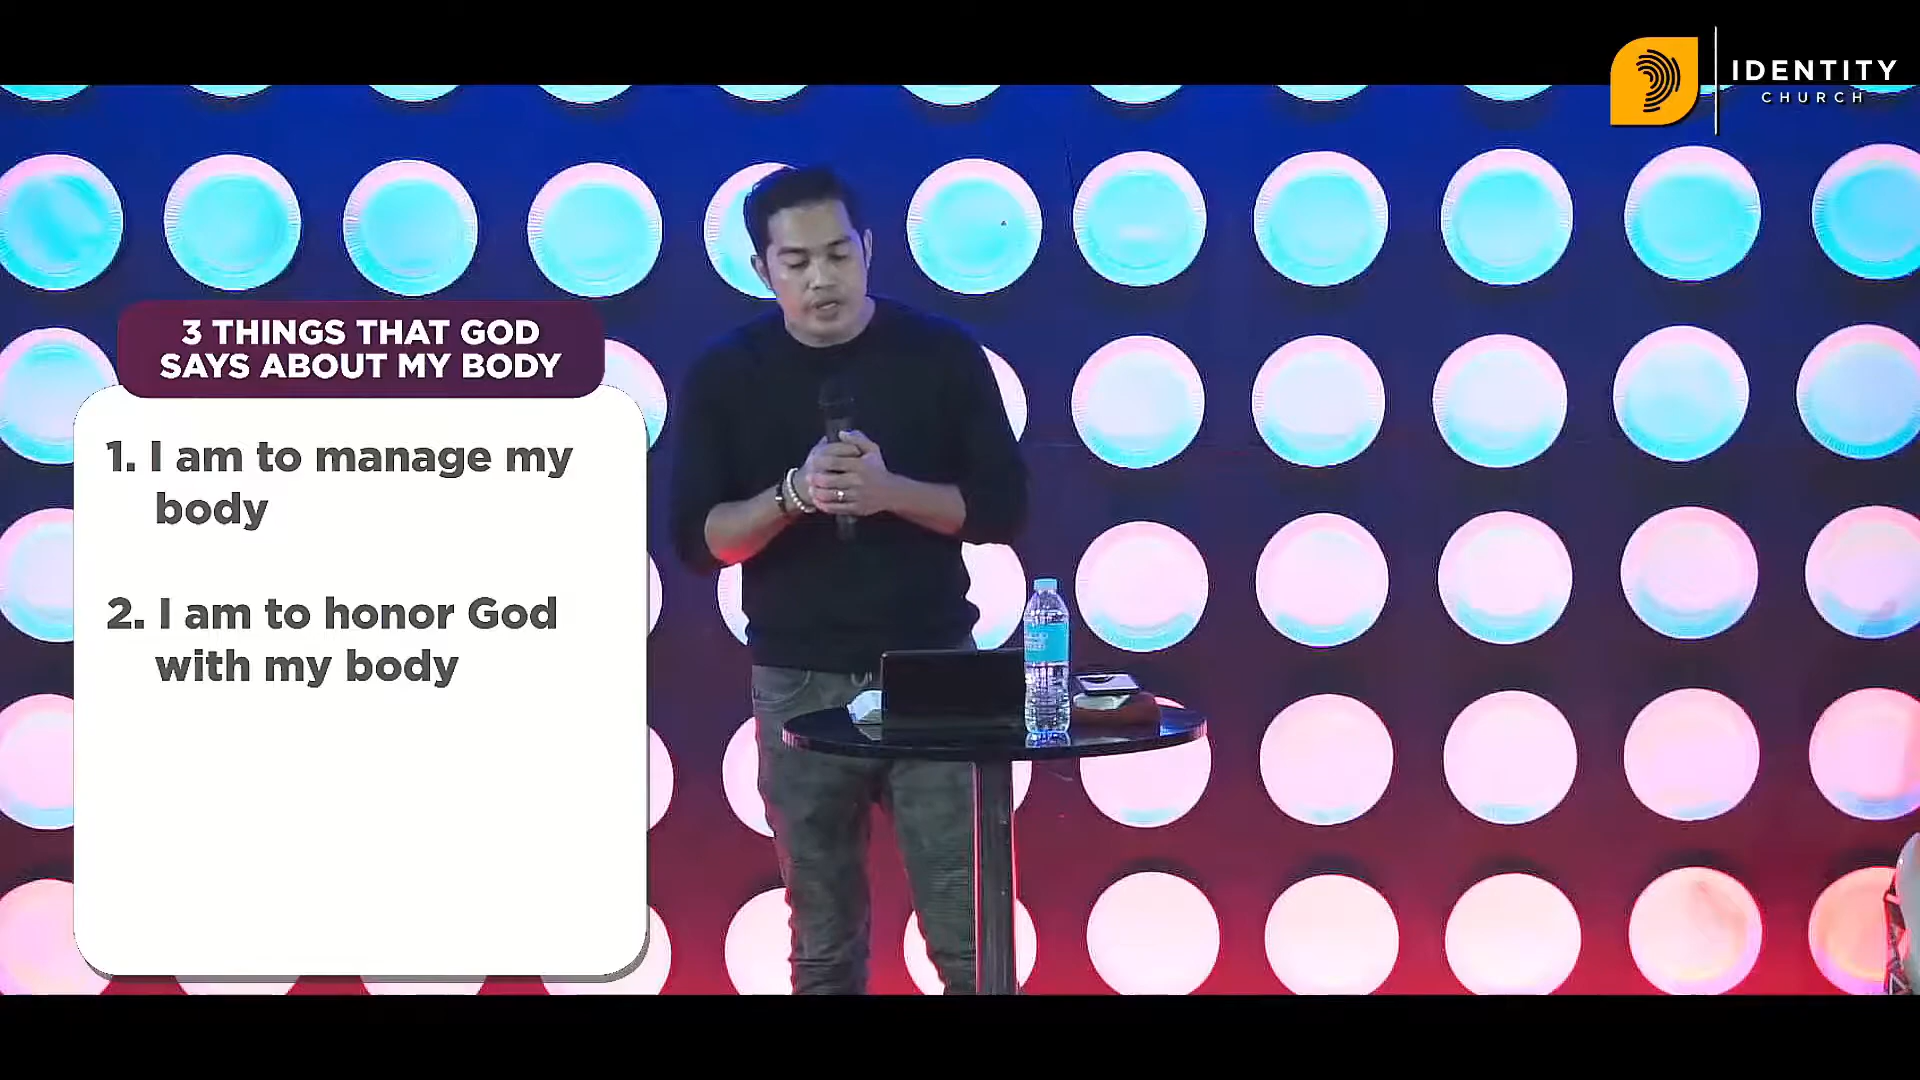 IDENTITY
CHURCH
3 THINGS THAT GOD
SAYS ABOUT MY BODY
1. I am to manage my
body
2. I am to honor God
with my body